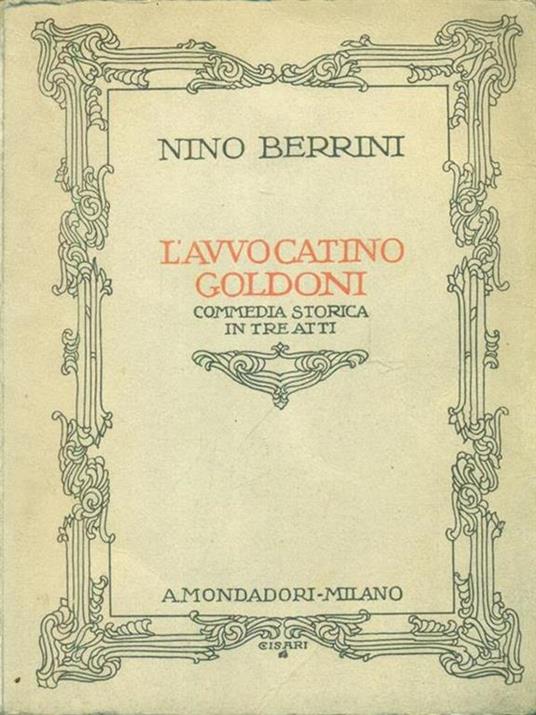 NINO BERRINI
L'AVVOCATINO
GOLDONI
COMMEDIA STORICA
IN TRE ATTI
A. MONDADORI-MILANO
CISARI